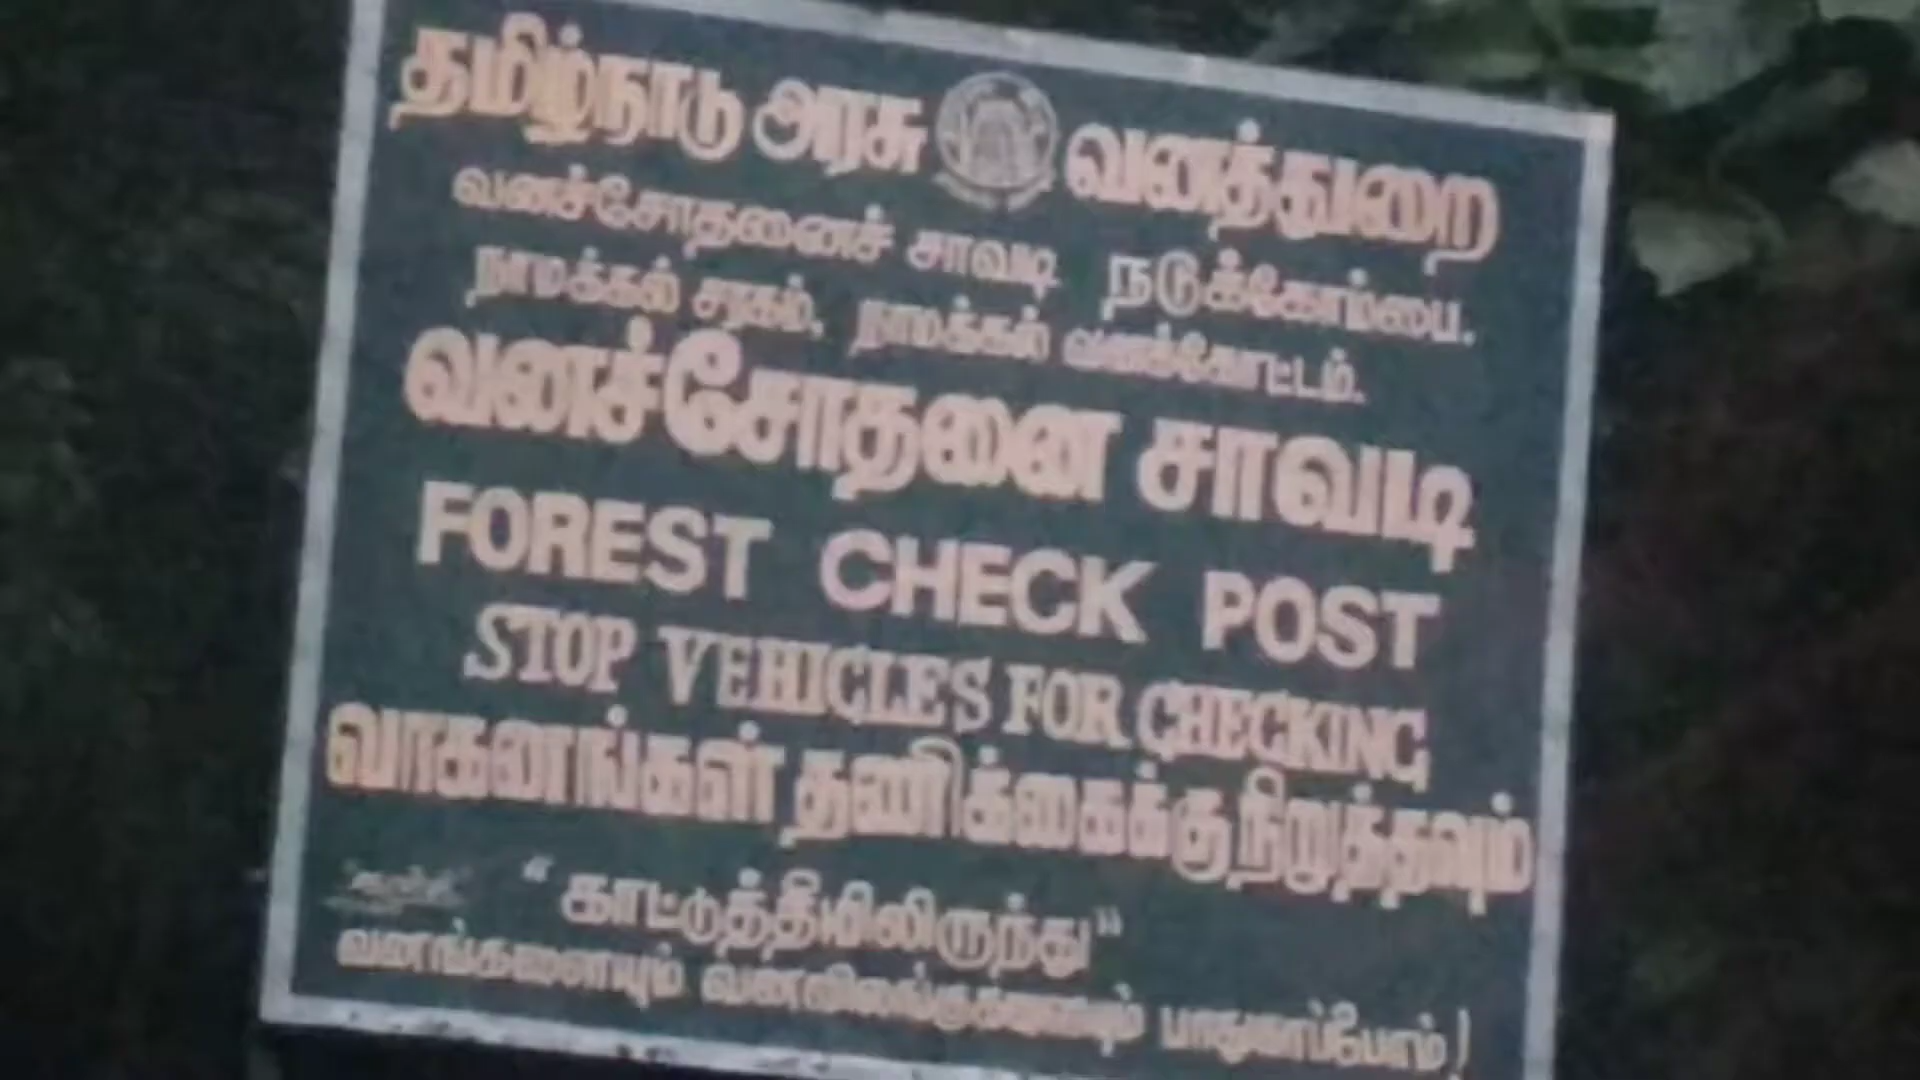 தமிழ்நாடு அரசு வனத்துறை
வனச்சோதனைச் சாவடி நடுக்கோம்பை.
நாமக்கல் சரகம், நாமக்கல் வனக்கோட்டம்.
வனச்சோதனை சாவடி
FOREST CHECK POST
STOP VEHICLES FOR CHECKING
வாகனங்கள் தணிக்கைக்கு நிறுத்தவும்
“காட்டுத்தீயிலிருந்து”
வனங்களையும் வனவிலங்குகளையும் பாதுகாப்போம்!